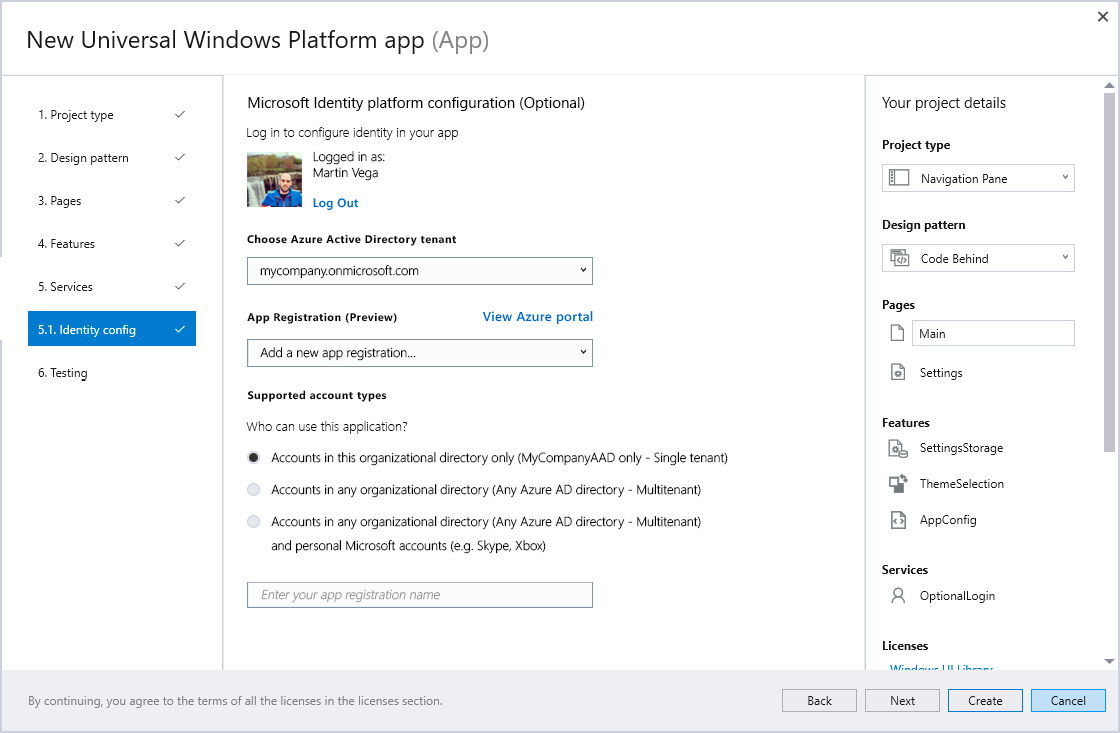 New Universal Windows Platform app (App)
1. Project type
2. Design pattern
3. Pages
4. Features
5. Services
5.1. Identity config
6. Testing
Microsoft Identity platform configuration (Optional)
Log in to configure identity in your app
Logged in as:
Martin Vega
Log Out
Choose Azure Active Directory tenant
mycompany.onmicrosoft.com
App Registration (Preview)
View Azure portal
Add a new app registration...
Supported account types
Who can use this application?
Accounts in this organizational directory only (MyCompanyAAD only - Single tenant)
Accounts in any organizational directory (Any Azure AD directory - Multitenant)
Accounts in any organizational directory (Any Azure AD directory - Multitenant)
and personal Microsoft accounts (e.g. Skype, Xbox)
Enter your app registration name
Your project details
Project type
Navigation Pane
Design pattern
Code Behind
Pages
Main
Settings
Features
SettingsStorage
ThemeSelection
AppConfig
Services
OptionalLogin
Licenses
Windows UI Library
By continuing, you agree to the terms of all the licenses in the licenses section.
Back
Next
Create
Cancel